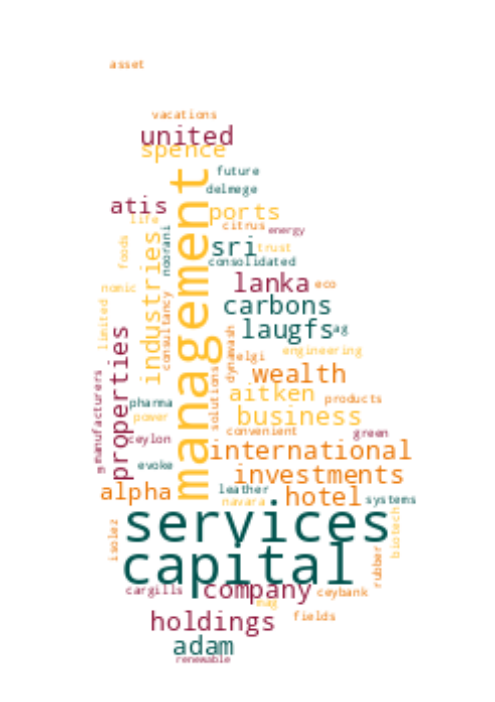 asset
vacations
united
spence
future
delmege
atis
ports
life
citrus
energy
noorani
foods
industries
management
sri
trust
consolidated
lanka
eco
nomic
limited
consultancy
carbons
laugfs
ag
properties
dynawash
engineering
elgi
wealth
solutions
manufacturers
aitken
products
pharma
business
power
convenient
green
ceylon
international
evoke
investments
alpha
leather
hotel
systems
navara
services
isolez
biotech
capital
rubber
cargills
company
ceybank
mag
holdings
fields
adam
renewable